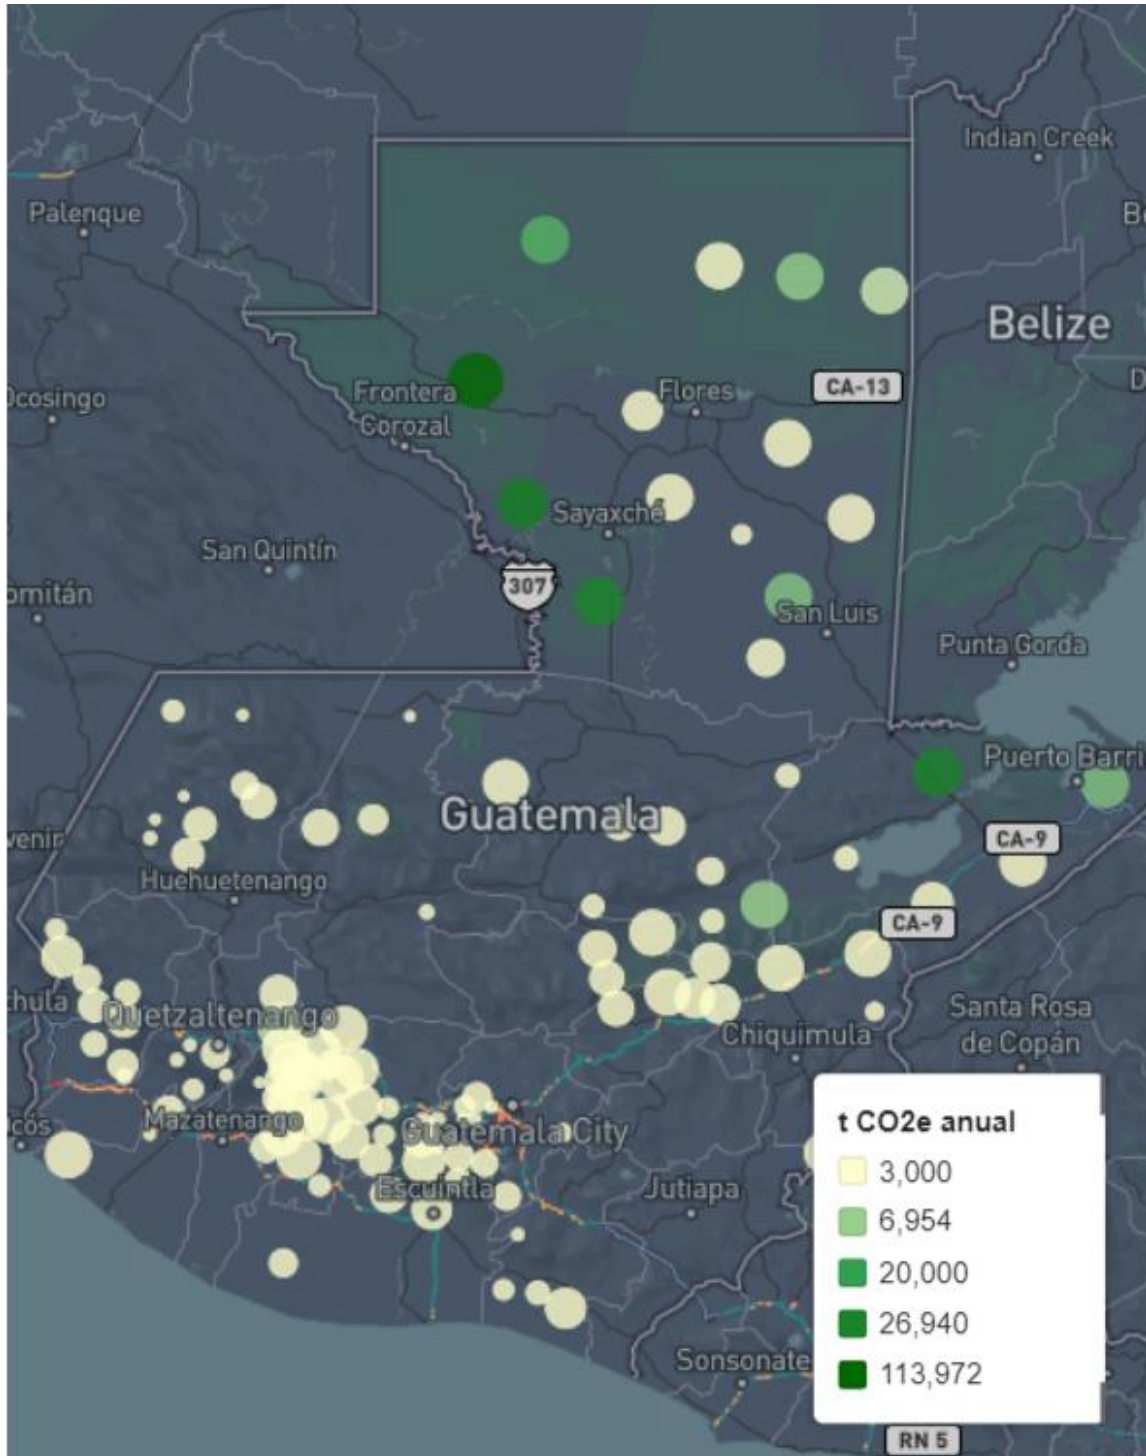 Indian Creek
Palenque
Belize
CA-13
Flores
Frontera
Corozal
Ocosingo
Sayaxché
San Quintín
307
San Luis
Punta Gorda
Puerto Barri
Guatemala
CA-9
Huehuetenango
CA-9
Quetzaltenango
Santa Rosa
de Copán
Chiquimula
Mazatenango
Guatemala City
Escuintla
Jutiapa
t CO2e anual
3,000
6,954
20,000
26,940
113,972
Sonsonate
RN 5